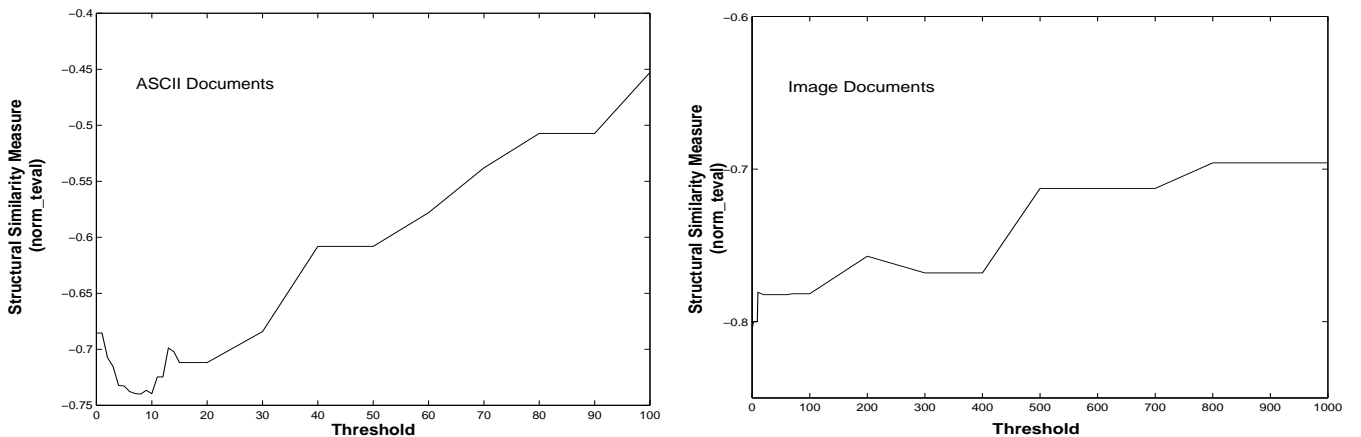 −0.4
−0.45
−0.5
−0.55
−0.6
−0.65
−0.7
−0.75
Structural Similarity Measure
(norm_teval)
ASCII Documents
0 10 20 30 40 50 60 70 80 90 100
Threshold
−0.6
−0.7
−0.8
Structural Similarity Measure
(norm_teval)
Image Documents
0 100 200 300 400 500 600 700 800 900 1000
Threshold